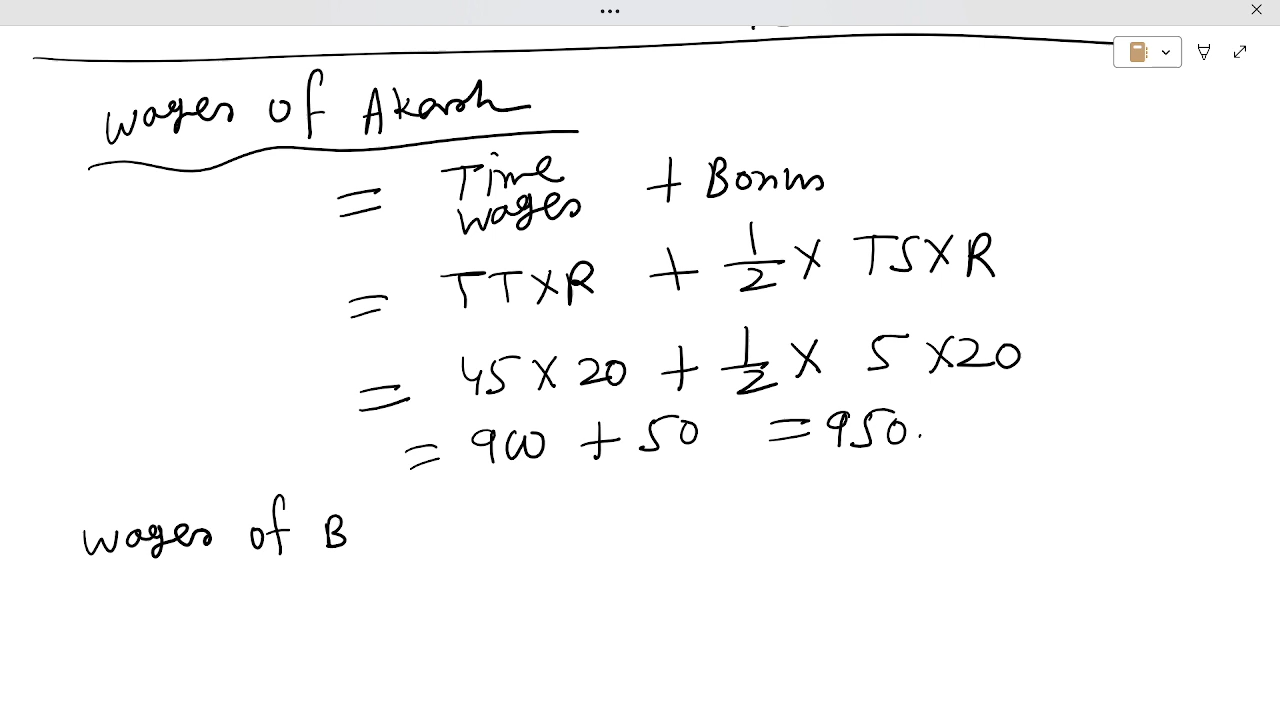 wages of Akash
= Time wages + Bonus
= TT X R + 1/2 X TS X R
= 45 X 20 + 1/2 X 5 X 20
= 900 + 50 = 950.
wages of B